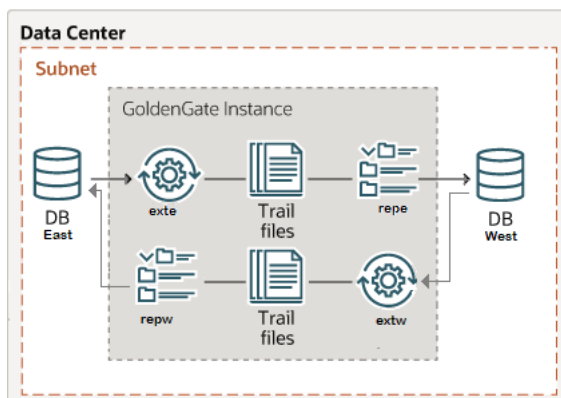 Data Center
Subnet
GoldenGate Instance
exte
Trail
files
repe
DB
East
DB
West
repw
Trail
files
extw